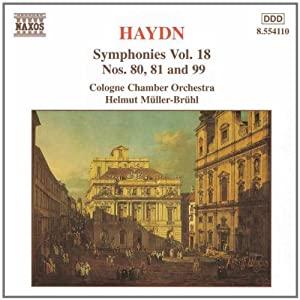 NAXOS
DDD
8.554110
HAYDN
Symphonies Vol. 18
Nos. 80, 81 and 99
Cologne Chamber Orchestra
Helmut Müller-Brühl